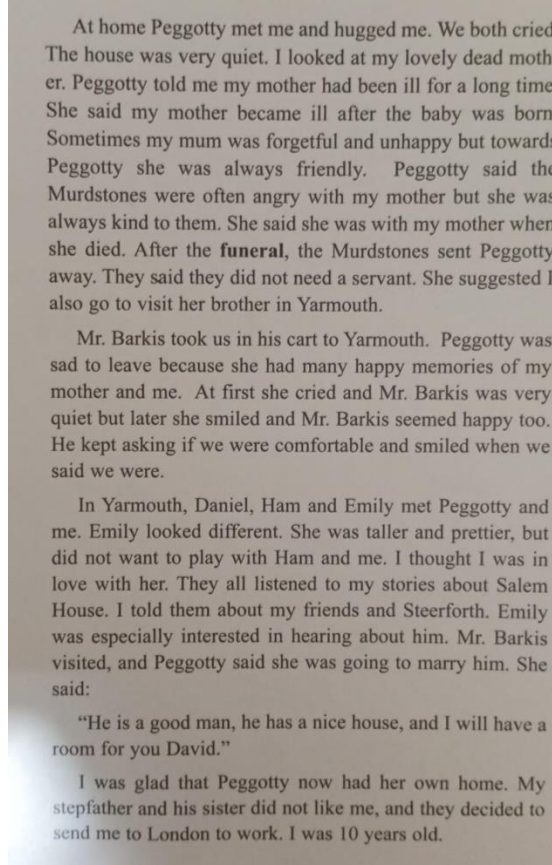 At home Peggotty met me and hugged me. We both cried
The house was very quiet. I looked at my lovely dead moth
er. Peggotty told me my mother had been ill for a long time
She said my mother became ill after the baby was born
Sometimes my mum was forgetful and unhappy but towards
Peggotty she was always friendly. Peggotty said the
Murdstones were often angry with my mother but she was
always kind to them. She said she was with my mother when
she died. After the funeral, the Murdstones sent Peggotty
away. They said they did not need a servant. She suggested I
also go to visit her brother in Yarmouth.
Mr. Barkis took us in his cart to Yarmouth. Peggotty was
sad to leave because she had many happy memories of my
mother and me. At first she cried and Mr. Barkis was very
quiet but later she smiled and Mr. Barkis seemed happy too.
He kept asking if we were comfortable and smiled when we
said we were.
In Yarmouth, Daniel, Ham and Emily met Peggotty and
me. Emily looked different. She was taller and prettier, but
did not want to play with Ham and me. I thought I was in
love with her. They all listened to my stories about Salem
House. I told them about my friends and Steerforth. Emily
was especially interested in hearing about him. Mr. Barkis
visited, and Peggotty said she was going to marry him. She
said:
“He is a good man, he has a nice house, and I will have a
room for you David.”
I was glad that Peggotty now had her own home. My
stepfather and his sister did not like me, and they decided to
send me to London to work. I was 10 years old.